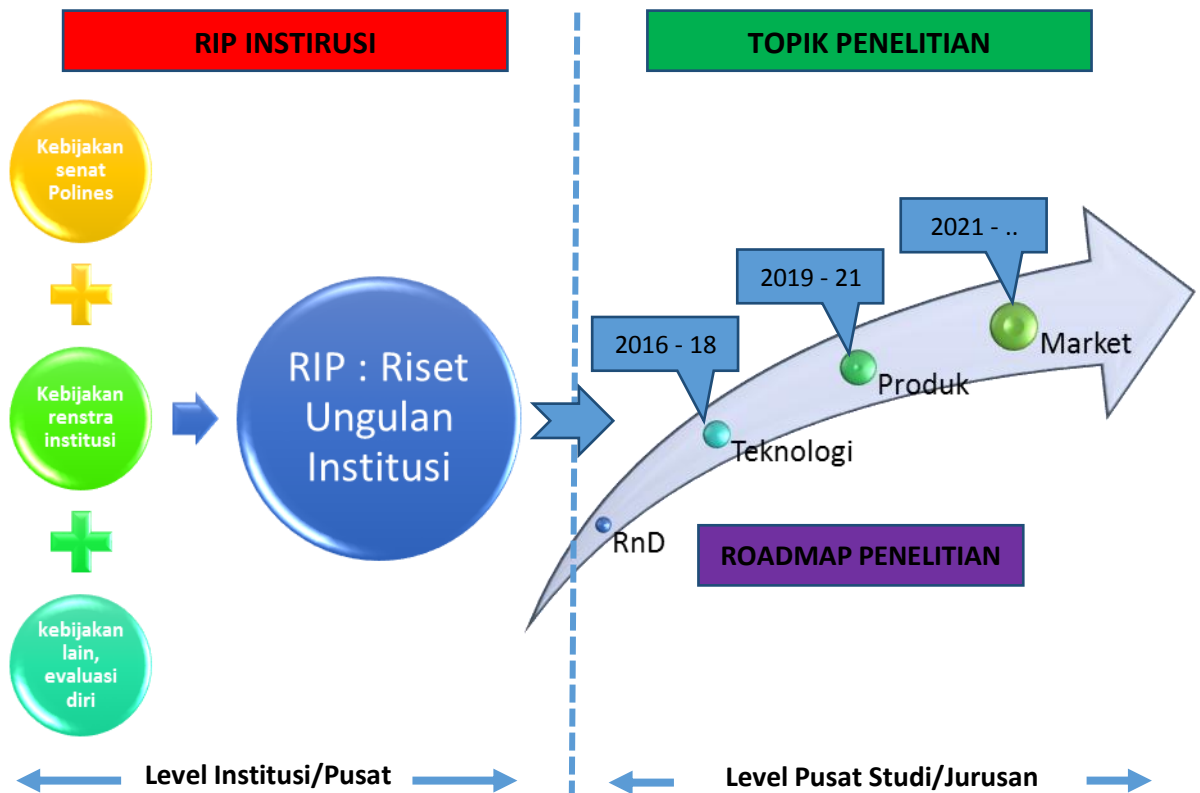 RIP INSTIRUSI
Kebijakan
senat
Polines
Kebijakan
renstra
institusi
kebijakan
lain,
evaluasi
diri
RIP : Riset
Ungulan
Institusi
Level Institusi/Pusat
TOPIK PENELITIAN
2016 - 18
2019 - 21
2021 - ..
RnD
Teknologi
Produk
Market
ROADMAP PENELITIAN
Level Pusat Studi/Jurusan